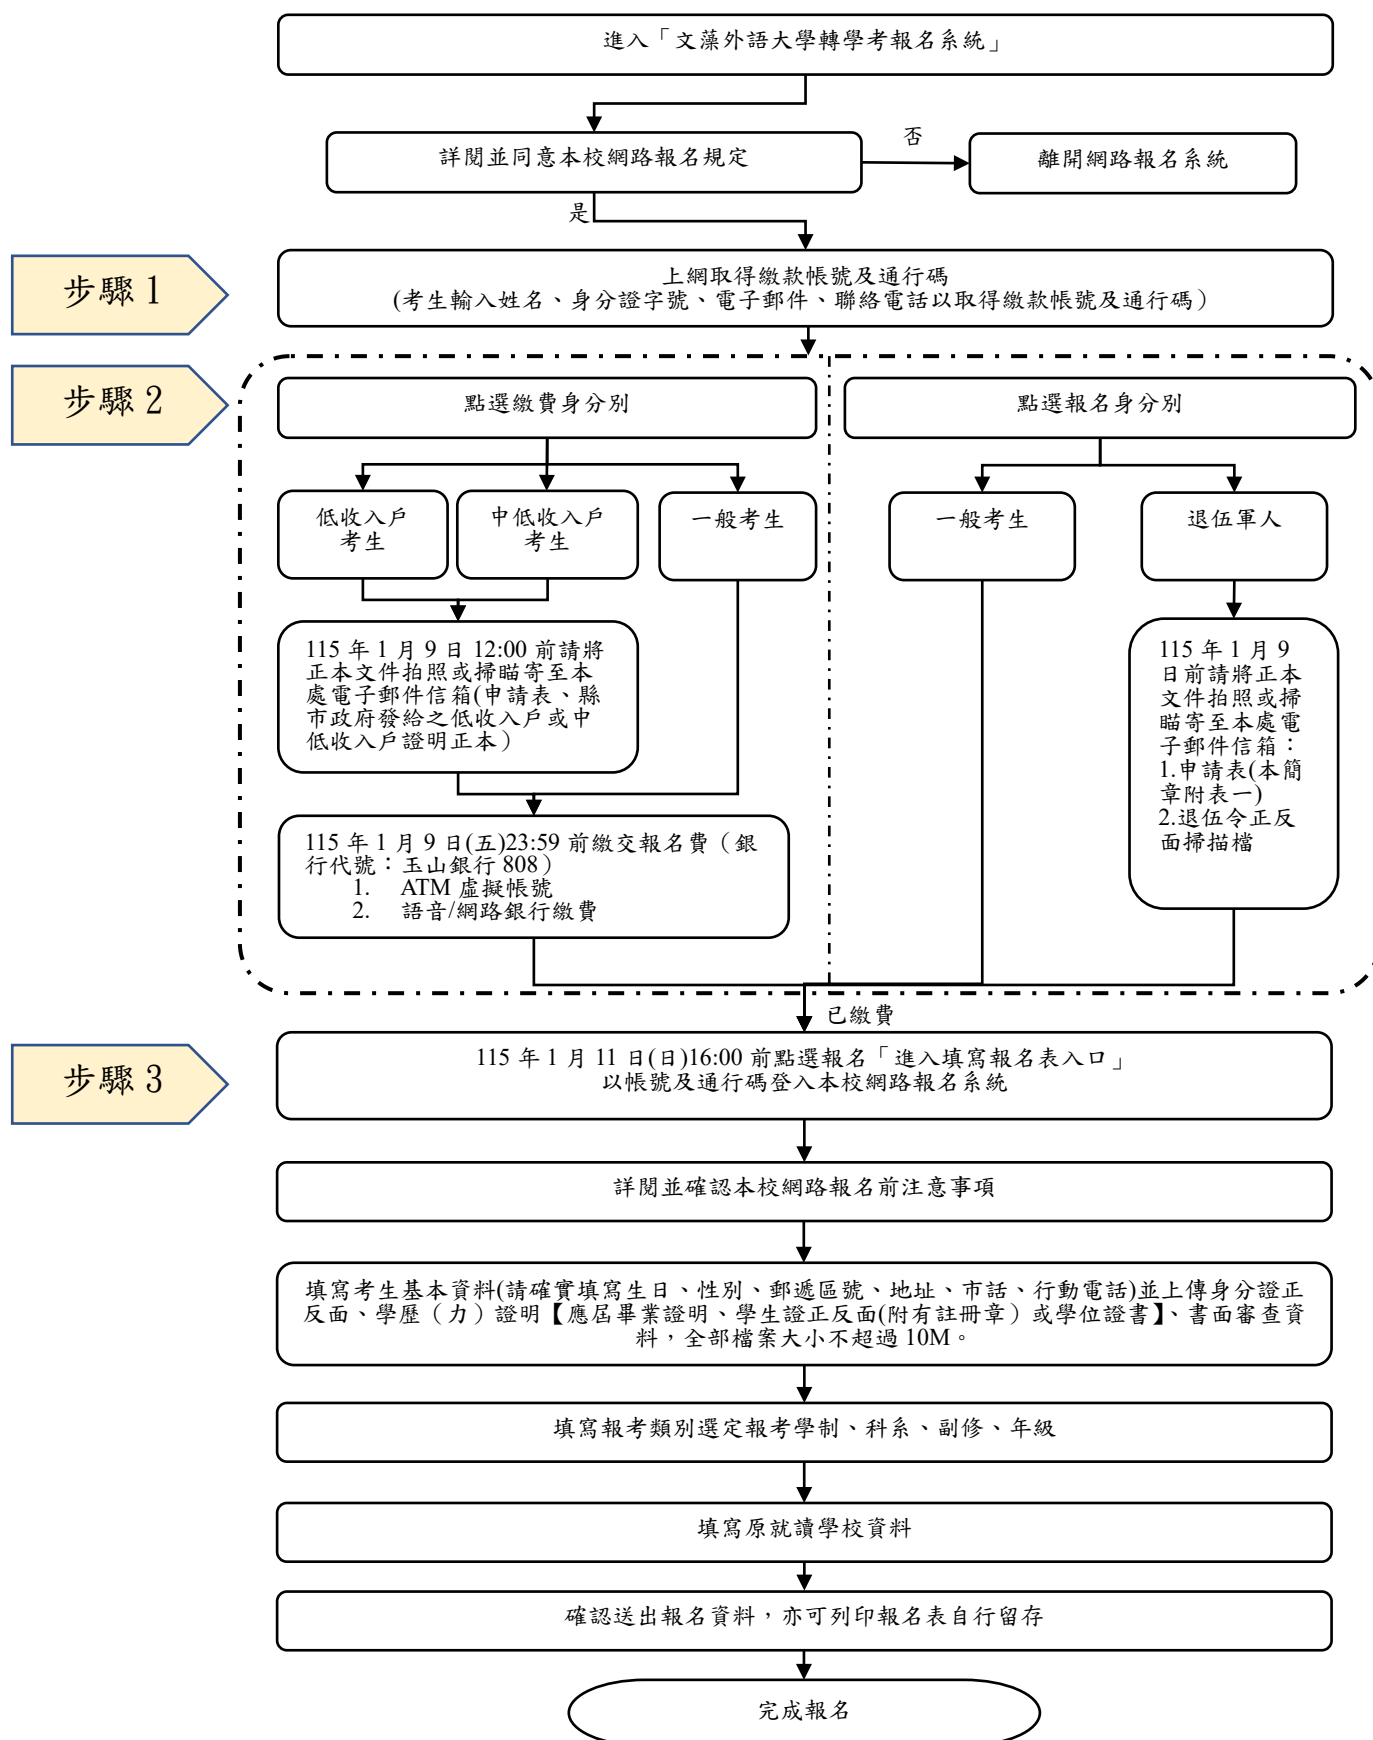 進入「文藻外語大學轉學考報名系統」
詳閱並同意本校網路報名規定
否
離開網路報名系統
是
步驟 1
上網取得繳款帳號及通行碼
(考生輸入姓名、身分證字號、電子郵件、聯絡電話以取得繳款帳號及通行碼)
步驟 2
點選繳費身分別
點選報名身分別
低收入戶
考生
中低收入戶
考生
一般考生
一般考生
退伍軍人
115 年 1 月 9 日 12:00 前請將
正本文件拍照或掃瞄寄至本
處電子郵件信箱(申請表、縣
市政府發給之低收入戶或中
低收入戶證明正本)
115 年 1 月 9
日前請將正本
文件拍照或掃
瞄寄至本處電
子郵件信箱:
1.申請表(本簡
章附表一)
2.退伍令正反
面掃描檔
115 年 1 月 9 日(五)23:59 前繳交報名費(銀
行代號:玉山銀行 808)
1. ATM 虛擬帳號
2. 語音/網路銀行繳費
已繳費
步驟 3
115 年 1 月 11 日(日)16:00 前點選報名「進入填寫報名表入口」
以帳號及通行碼登入本校網路報名系統
詳閱並確認本校網路報名前注意事項
填寫考生基本資料(請確實填寫生日、性別、郵遞區號、地址、市話、行動電話)並上傳身分證正
反面、學歷(力)證明【應屆畢業證明、學生證正反面(附有註冊章)或學位證書】、書面審查資
料,全部檔案大小不超過 10M。
填寫報考類別選定報考學制、科系、副修、年級
填寫原就讀學校資料
確認送出報名資料,亦可列印報名表自行留存
完成報名